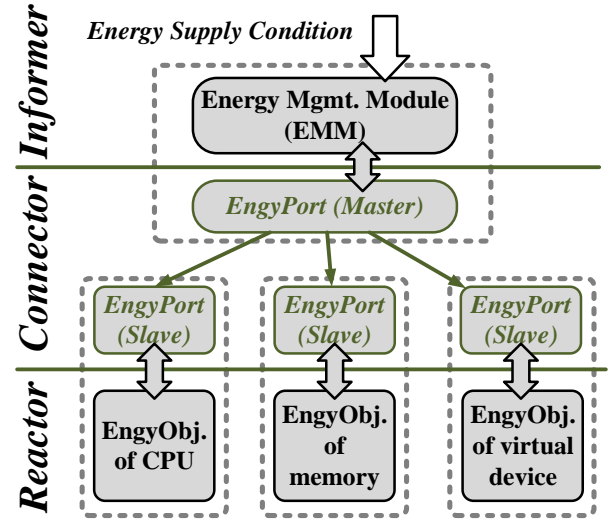 Energy Supply Condition
Informer
Energy Mgmt. Module
(EMM)
Connector
EngyPort (Master)
EngyPort
(Slave)
EngyPort
(Slave)
EngyPort
(Slave)
Reactor
EngyObj.
of CPU
EngyObj.
of
memory
EngyObj.
of virtual
device